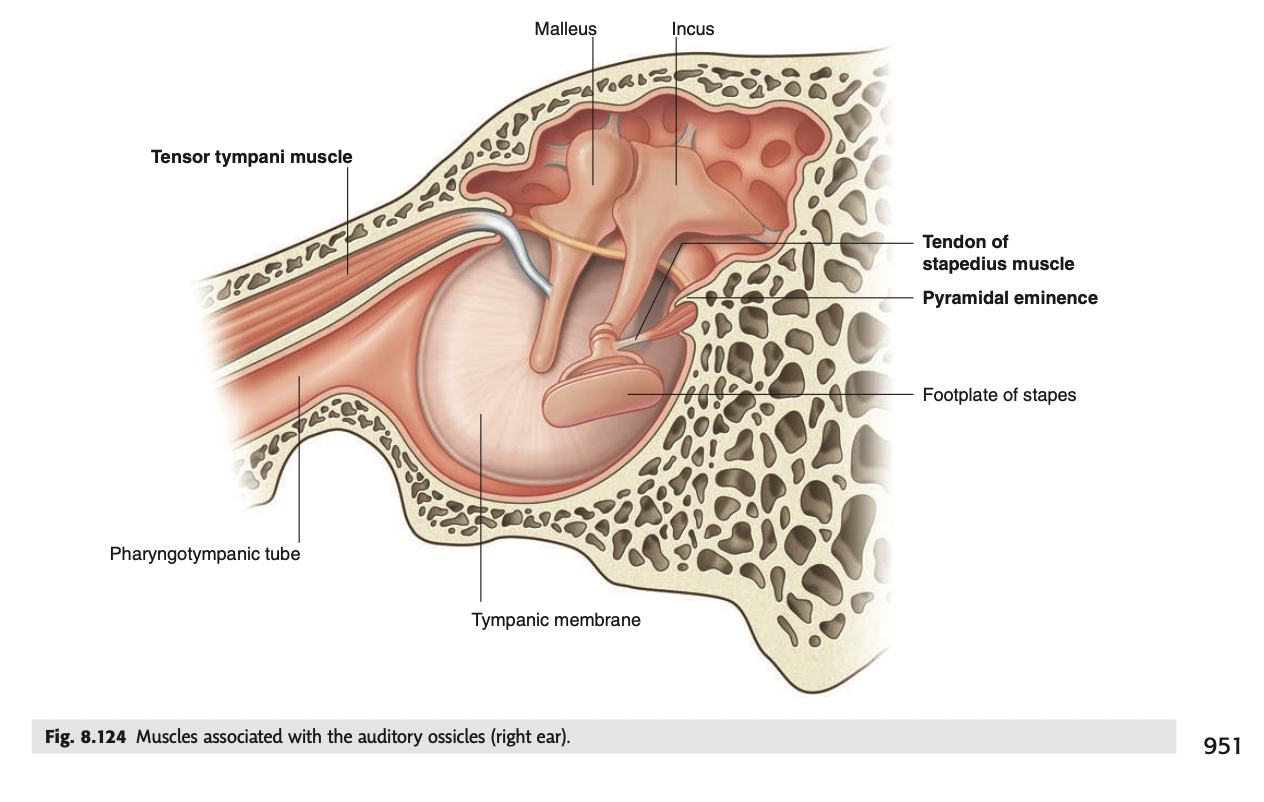 Malleus
Incus
Tensor tympani muscle
Tendon of
stapedius muscle
Pyramidal eminence
Footplate of stapes
Pharyngotympanic tube
Tympanic membrane
Fig. 8.124 Muscles associated with the auditory ossicles (right ear).
951